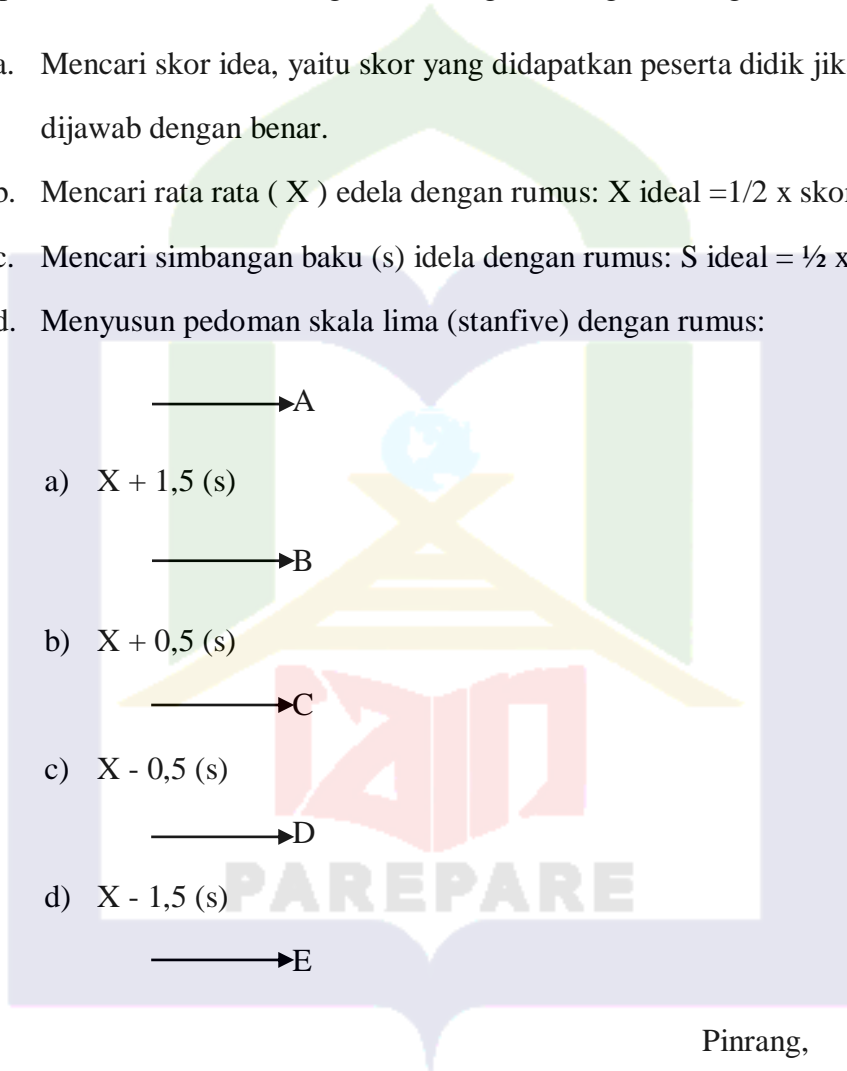 a. Mencari skor idea, yaitu skor yang didapatkan peserta didik
dijawab dengan benar.
b. Mencari rata rata ( X ) edela dengan rumus: X ideal =1/2 x
c. Mencari simbangan baku (s) idela dengan rumus: S ideal = ½ x
d. Menyusun pedoman skala lima (stanfive) dengan rumus:
A
a) X + 1,5 (s)
B
b) X + 0,5 (s)
C
c) X - 0,5 (s)
D
d) X - 1,5 (s)
E
iain
PAREPARE
Pinrang,